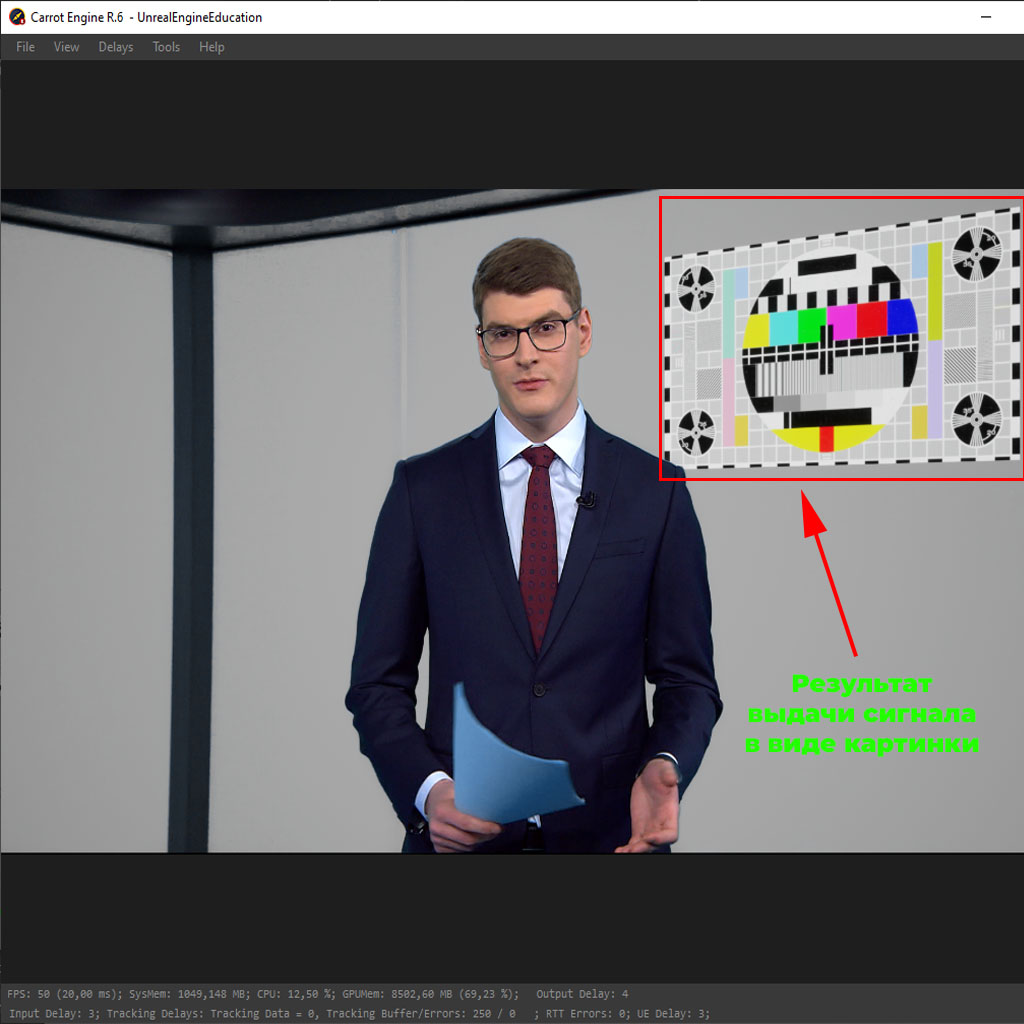 Carrot Engine R.6 - UnrealEngineEducation
File View Delays Tools Help
Результат
выдачи сигнала
в виде картинки
FPS: 50 (20,00 ms); SysMem: 1049,148 MB; CPU: 12,50 %; GPUMem: 8502,60 MB (69,23 %); Output Delay: 4
Input Delay: 3; Tracking Delays: Tracking Data = 0, Tracking Buffer/Errors: 250 / 0 ; RTT Errors: 0; UE Delay: 3;